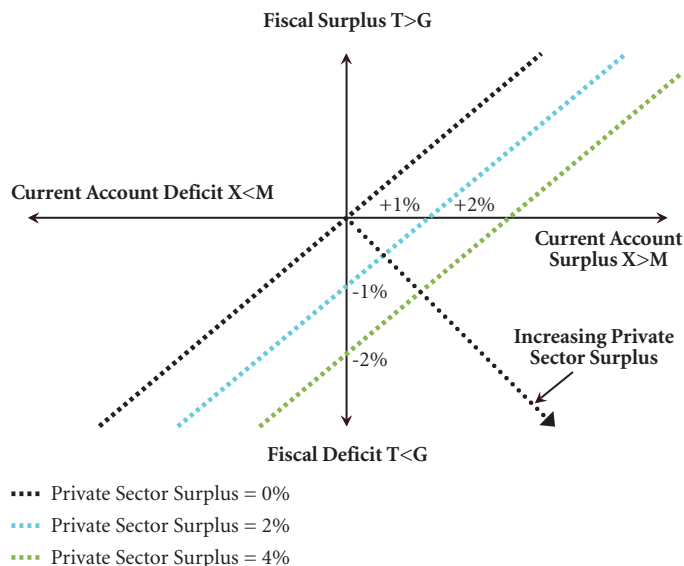 Fiscal Surplus T>G
Current Account Deficit X<M
+1%
+2%
Current Account
Surplus X>M
-1%
-2%
Increasing Private
Sector Surplus
Fiscal Deficit T<G
Private Sector Surplus = 0%
Private Sector Surplus = 2%
Private Sector Surplus = 4%